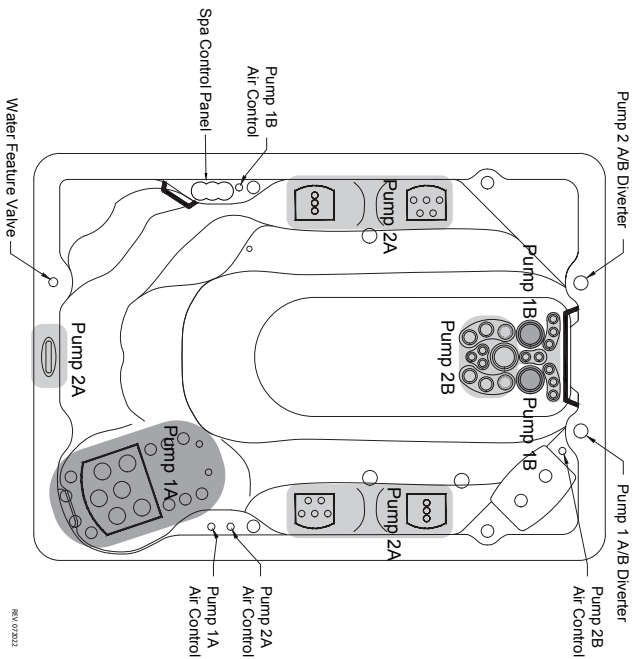 Pump 2 A/B Diverter
Pump 1 A/B Diverter
Pump 2B
Air Control
Pump 1B
Pump 1B
Pump 2B
Pump 2A
Pump 2A
Pump 1B
Air Control
Pump 2A
Air Control
Spa Control Panel
Pump 1A
Air Control
Pump 1A
Pump 2A
Water Feature Valve
REV. 072022